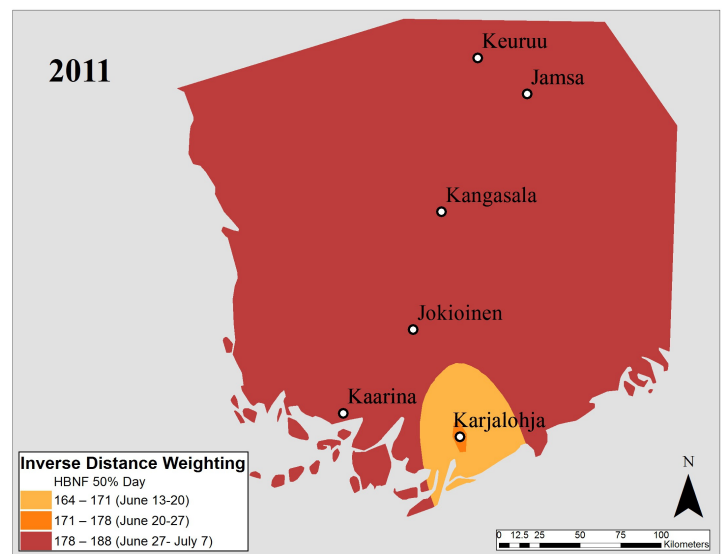 2011
Keuruu
Jamsa
Kangasala
Jokioinen
Kaarina
Karjalohja
Inverse Distance Weighting
HBNF 50% Day
164 – 171 (June 13-20)
171 – 178 (June 20-27)
178 – 188 (June 27- July 7)
N
0 12.5 25 50 75 100
Kilometers